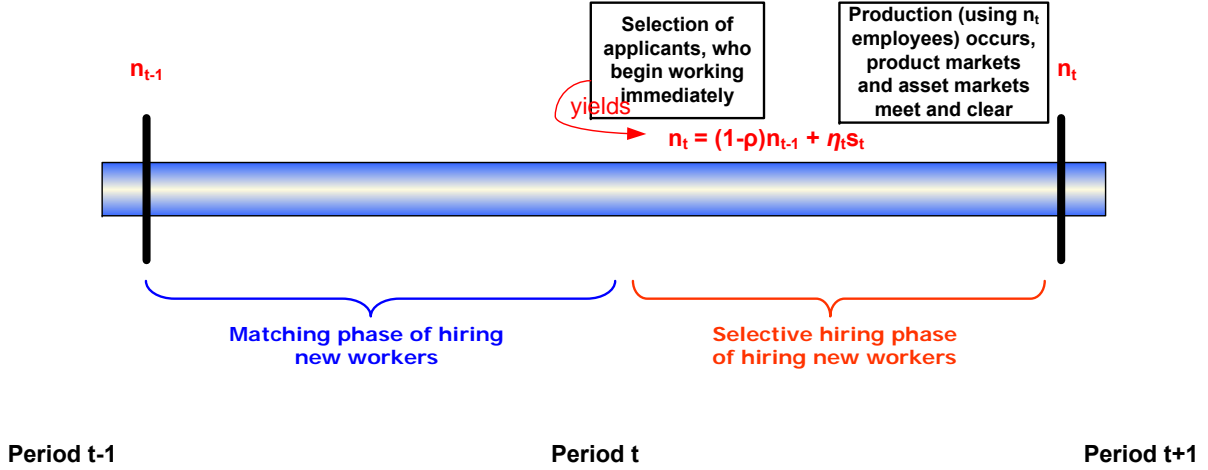 Selection of
applicants, who
begin working
immediately
Production (using nₜ
employees) occurs,
product markets
and asset markets
meet and clear
nₜ₋₁
nₜ
yields
nₜ = (1-ρ)nₜ₋₁ + ηₜsₜ
Matching phase of hiring
new workers
Selective hiring phase
of hiring new workers
Period t-1
Period t
Period t+1